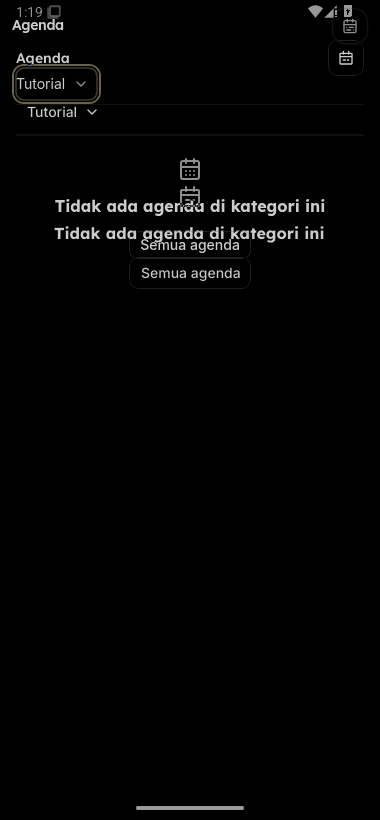 1:19
Agenda
Agenda
Tutorial
Tutorial
Tidak ada agenda di kategori ini
Tidak ada agenda di kategori ini
Semua agenda
Semua agenda